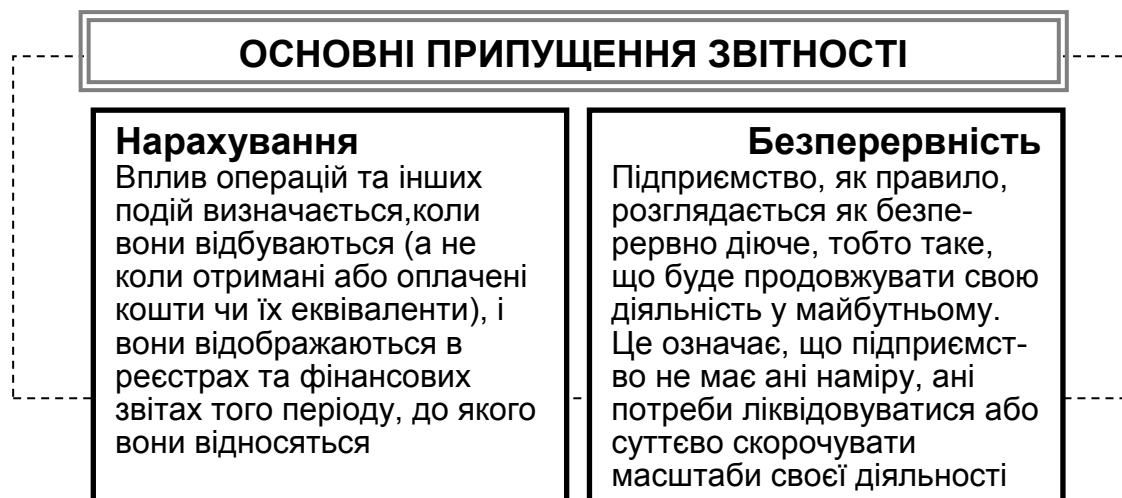 ОСНОВНІ ПРИПУЩЕННЯ ЗВІТНОСТІ
Нарахування
Вплив операцій та інших
подій визначається,коли
вони відбуваються (а не
коли отримані або оплачені
кошти чи їх еквіваленти), і
вони відображаються в
реєстрах та фінансових
звітах того періоду, до якого
вони відносяться
Безперервність
Підприємство, як правило,
розглядається як безпе-
рервно діюче, тобто таке,
що буде продовжувати свою
діяльність у майбутньому.
Це означає, що підприємст-
во не має ані наміру, ані
потреби ліквідовуватися або
суттєво скорочувати
масштаби своєї діяльності